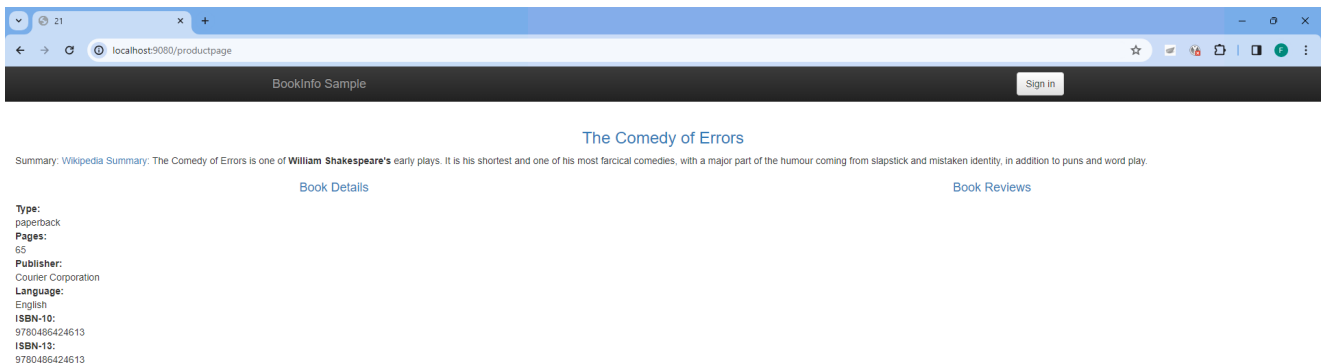 21
localhost:9080/productpage
F
BookInfo Sample
Sign in
The Comedy of Errors
Summary: Wikipedia Summary: The Comedy of Errors is one of William Shakespeare's early plays. It is his shortest and one of his most farcical comedies, with a major part of the humour coming from slapstick and mistaken identity, in addition to puns and word play.
Book Details
Book Reviews
Type:
paperback
Pages:
65
Publisher:
Courier Corporation
Language:
English
ISBN-10:
9780486424613
ISBN-13:
9780486424613